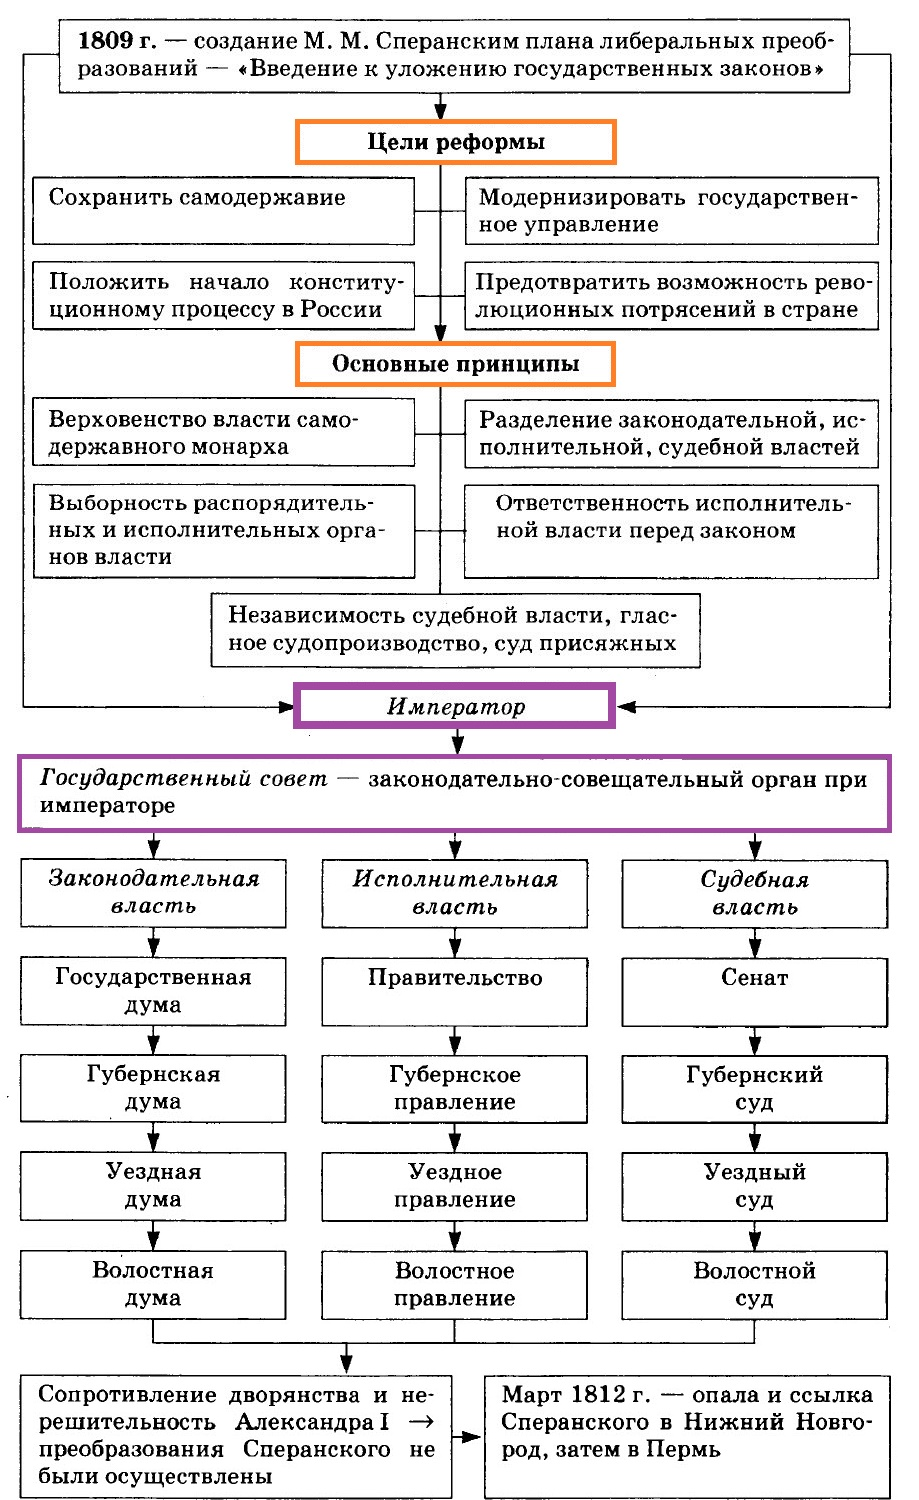 1809 г. — создание М. М. Сперанским плана либеральных преоб-
разований — «Введение к уложению государственных законов»
Цели реформы
Сохранить самодержавие
Модернизировать государствен-
ное управление
Положить начало конститу-
ционному процессу в России
Предотвратить возможность рево-
люционных потрясений в стране
Основные принципы
Верховенство власти само-
державного монарха
Разделение законодательной, ис-
полнительной, судебной властей
Выборность распорядитель-
ных и исполнительных орга-
нов власти
Ответственность исполнитель-
ной власти перед законом
Независимость судебной власти, глас-
ное судопроизводство, суд присяжных
Император
Государственный совет — законодательно-совещательный орган при
императоре
Законодательная
власть
Исполнительная
власть
Судебная
власть
Государственная
дума
Правительство
Сенат
Губернская
дума
Губернское
правление
Губернский
суд
Уездная
дума
Уездное
правление
Уездный
суд
Волостная
дума
Волостное
правление
Волостной
суд
Сопротивление дворянства и не-
решительность Александра I →
преобразования Сперанского не
были осуществлены
Март 1812 г. — опала и ссылка
Сперанского в Нижний Новго-
род, затем в Пермь